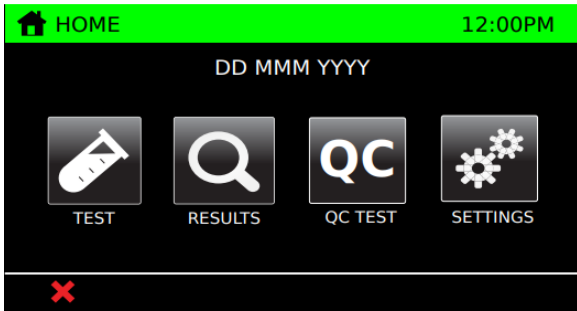 HOME 12:00PM
DD MMM YYYY
QC
TEST RESULTS QC TEST SETTINGS